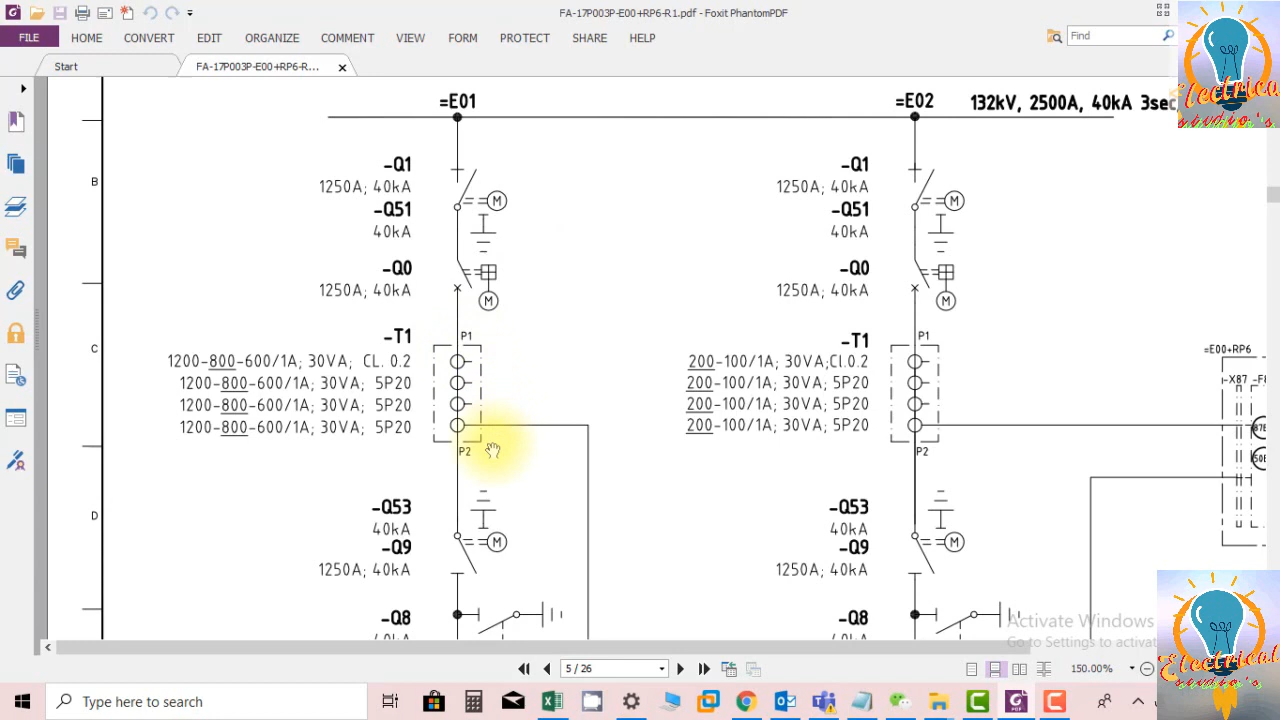 FA-17P003P-E00+RP6-R1.pdf - Foxit PhantomPDF
FILE HOME CONVERT EDIT ORGANIZE COMMENT VIEW FORM PROTECT SHARE HELP
Find
Start
FA-17P003P-E00+RP6-R...
=E01
=E02
132kV, 2500A, 40kA 3sec
B
-Q1
1250A; 40kA
M
-Q51
40kA
-Q0
1250A; 40kA
M
-T1
P1
1200-800-600/1A; 30VA; CL. 0.2
1200-800-600/1A; 30VA; 5P20
1200-800-600/1A; 30VA; 5P20
1200-800-600/1A; 30VA; 5P20
P2
-Q53
40kA
M
-Q9
1250A; 40kA
-Q8
40kA
-Q1
1250A; 40kA
M
-Q51
40kA
-Q0
1250A; 40kA
M
-T1
P1
200-100/1A; 30VA;Cl.0.2
200-100/1A; 30VA; 5P20
200-100/1A; 30VA; 5P20
200-100/1A; 30VA; 5P20
P2
-Q53
40kA
M
-Q9
1250A; 40kA
-Q8
C
D
=E00+RP6
-X87
Activate Windows
Go to Settings to activat
5 / 26
150.00%
Type here to search
Electrical
Electrical
studio's